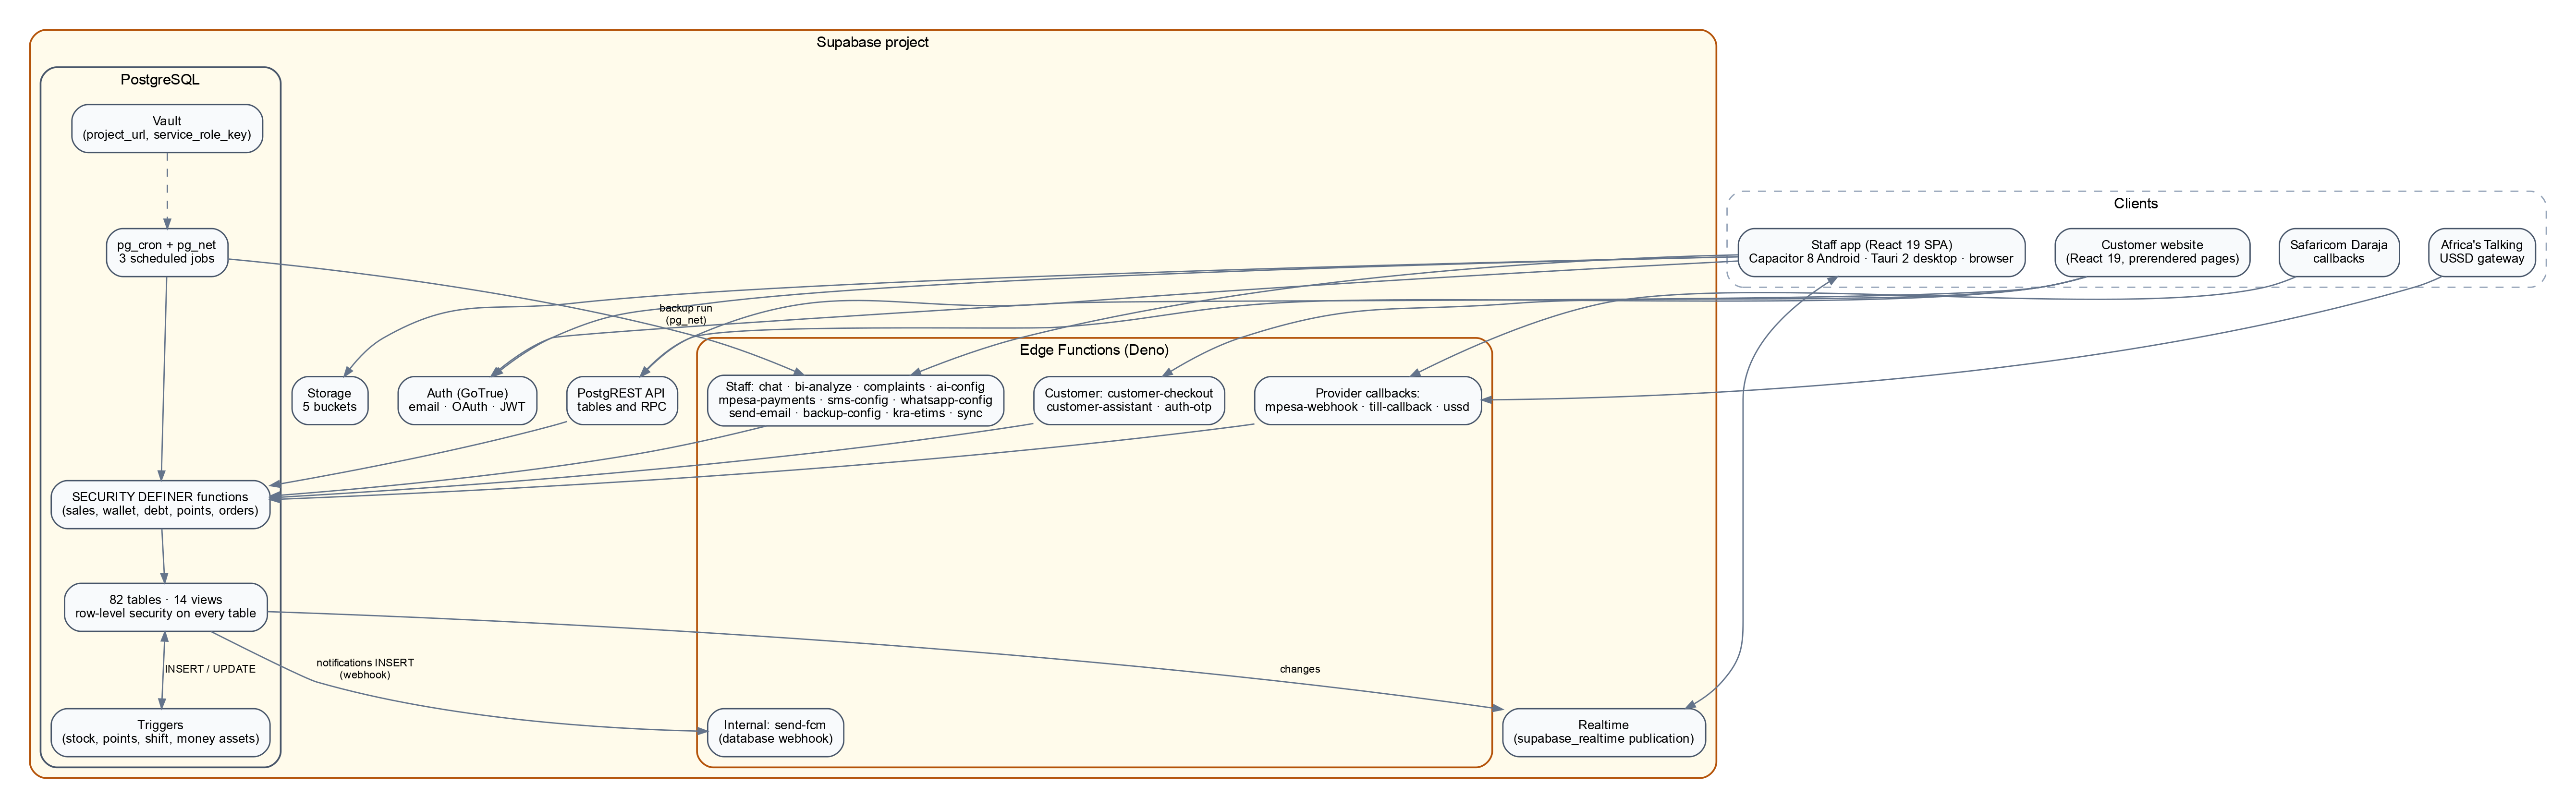 Supabase project
PostgreSQL
Vault
(project_url, service_role_key)
pg_cron + pg_net
3 scheduled jobs
SECURITY DEFINER functions
(sales, wallet, debt, points, orders)
82 tables · 14 views
row-level security on every table
INSERT / UPDATE
Triggers
(stock, points, shift, money assets)
Storage
5 buckets
Auth (GoTrue)
email · OAuth · JWT
PostgREST API
tables and RPC
backup run
(pg_net)
Edge Functions (Deno)
Staff: chat · bi-analyze · complaints · ai-config
mpesa-payments · sms-config · whatsapp-config
send-email · backup-config · kra-etims · sync
Customer: customer-checkout
customer-assistant · auth-otp
Provider callbacks:
mpesa-webhook · till-callback · ussd
notifications INSERT
(webhook)
Internal: send-fcm
(database webhook)
changes
Realtime
(supabase_realtime publication)
Clients
Staff app (React 19 SPA)
Capacitor 8 Android · Tauri 2 desktop · browser
Customer website
(React 19, prerendered pages)
Safaricom Daraja
callbacks
Africa's Talking
USSD gateway